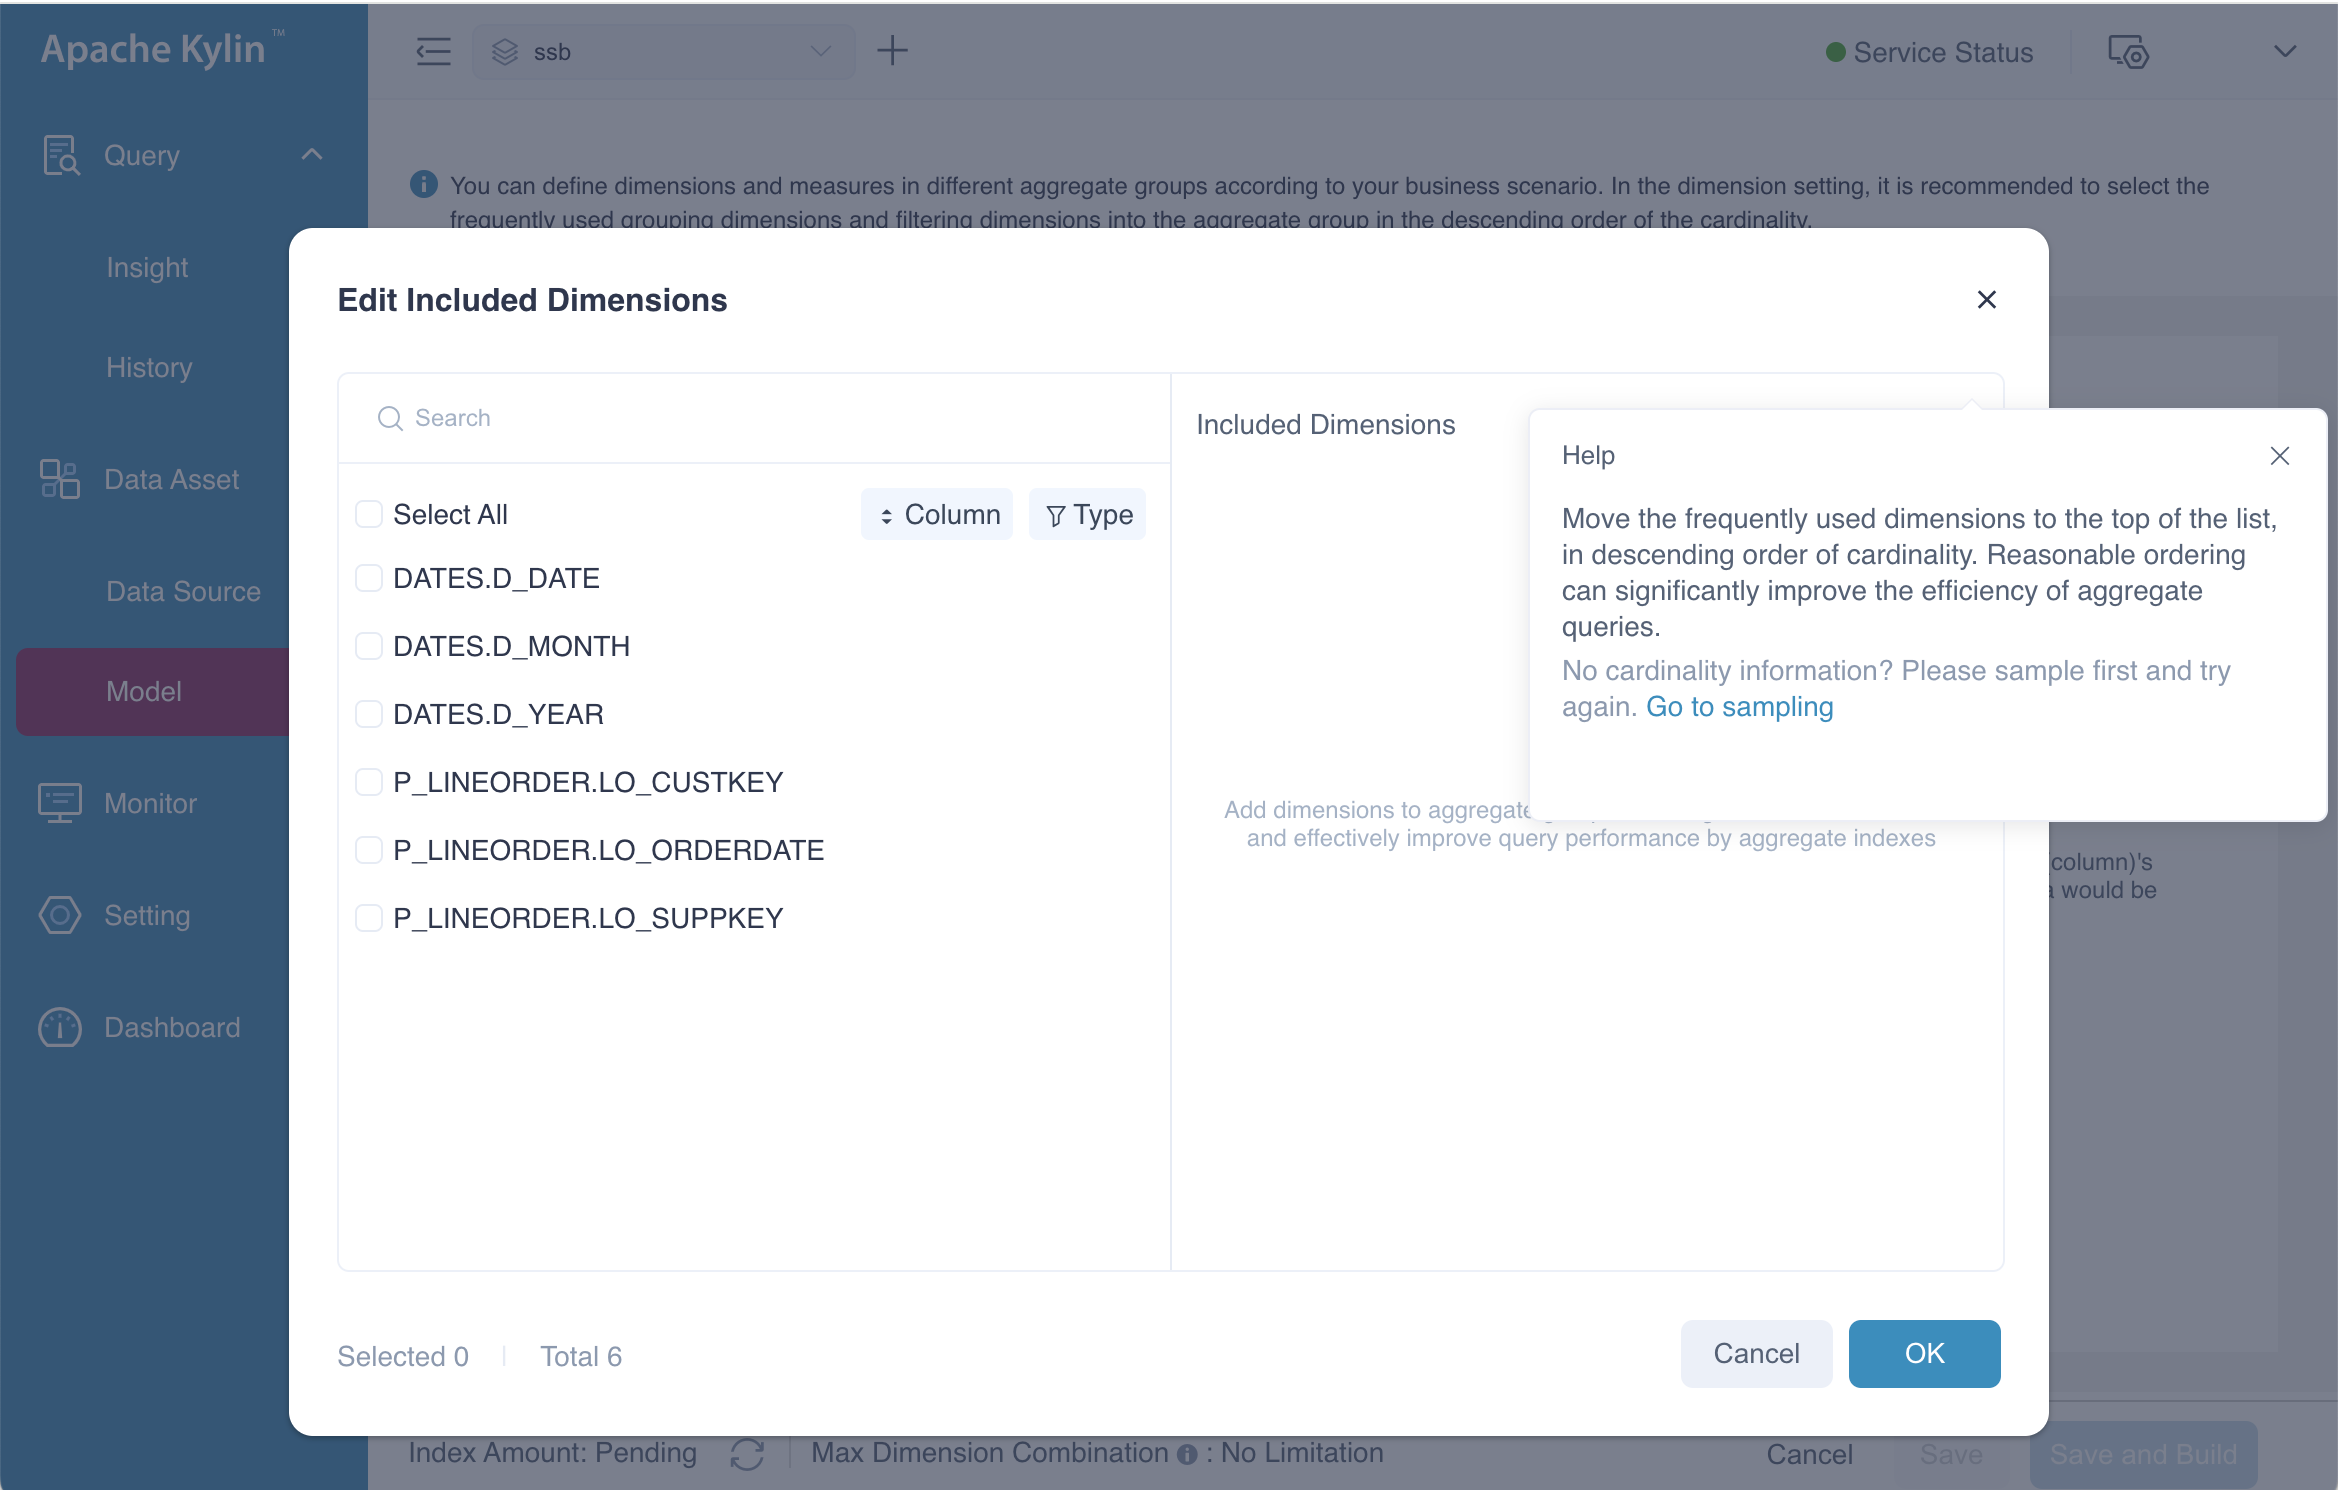 Apache Kylin ™
ssb
Service Status
Query
Insight
History
Data Asset
Data Source
Model
Monitor
Setting
Dashboard
You can define dimensions and measures in different aggregate groups according to your business scenario. In the dimension setting, it is recommended to select the
frequently used grouping dimensions and filtering dimensions into the aggregate group in the descending order of the cardinality.
Edit Included Dimensions
Search
Select All
Column
Type
DATES.D_DATE
DATES.D_MONTH
DATES.D_YEAR
P_LINEORDER.LO_CUSTKEY
P_LINEORDER.LO_ORDERDATE
P_LINEORDER.LO_SUPPKEY
Included Dimensions
Add dimensions to aggregate
and effectively improve query performance by aggregate indexes
Help
Move the frequently used dimensions to the top of the list,
in descending order of cardinality. Reasonable ordering
can significantly improve the efficiency of aggregate
queries.
No cardinality information? Please sample first and try
again. Go to sampling
column)'s
would be
Selected 0
Total 6
Cancel
OK
Index Amount: Pending
Max Dimension Combination : No Limitation
Cancel
Save
Save and Build